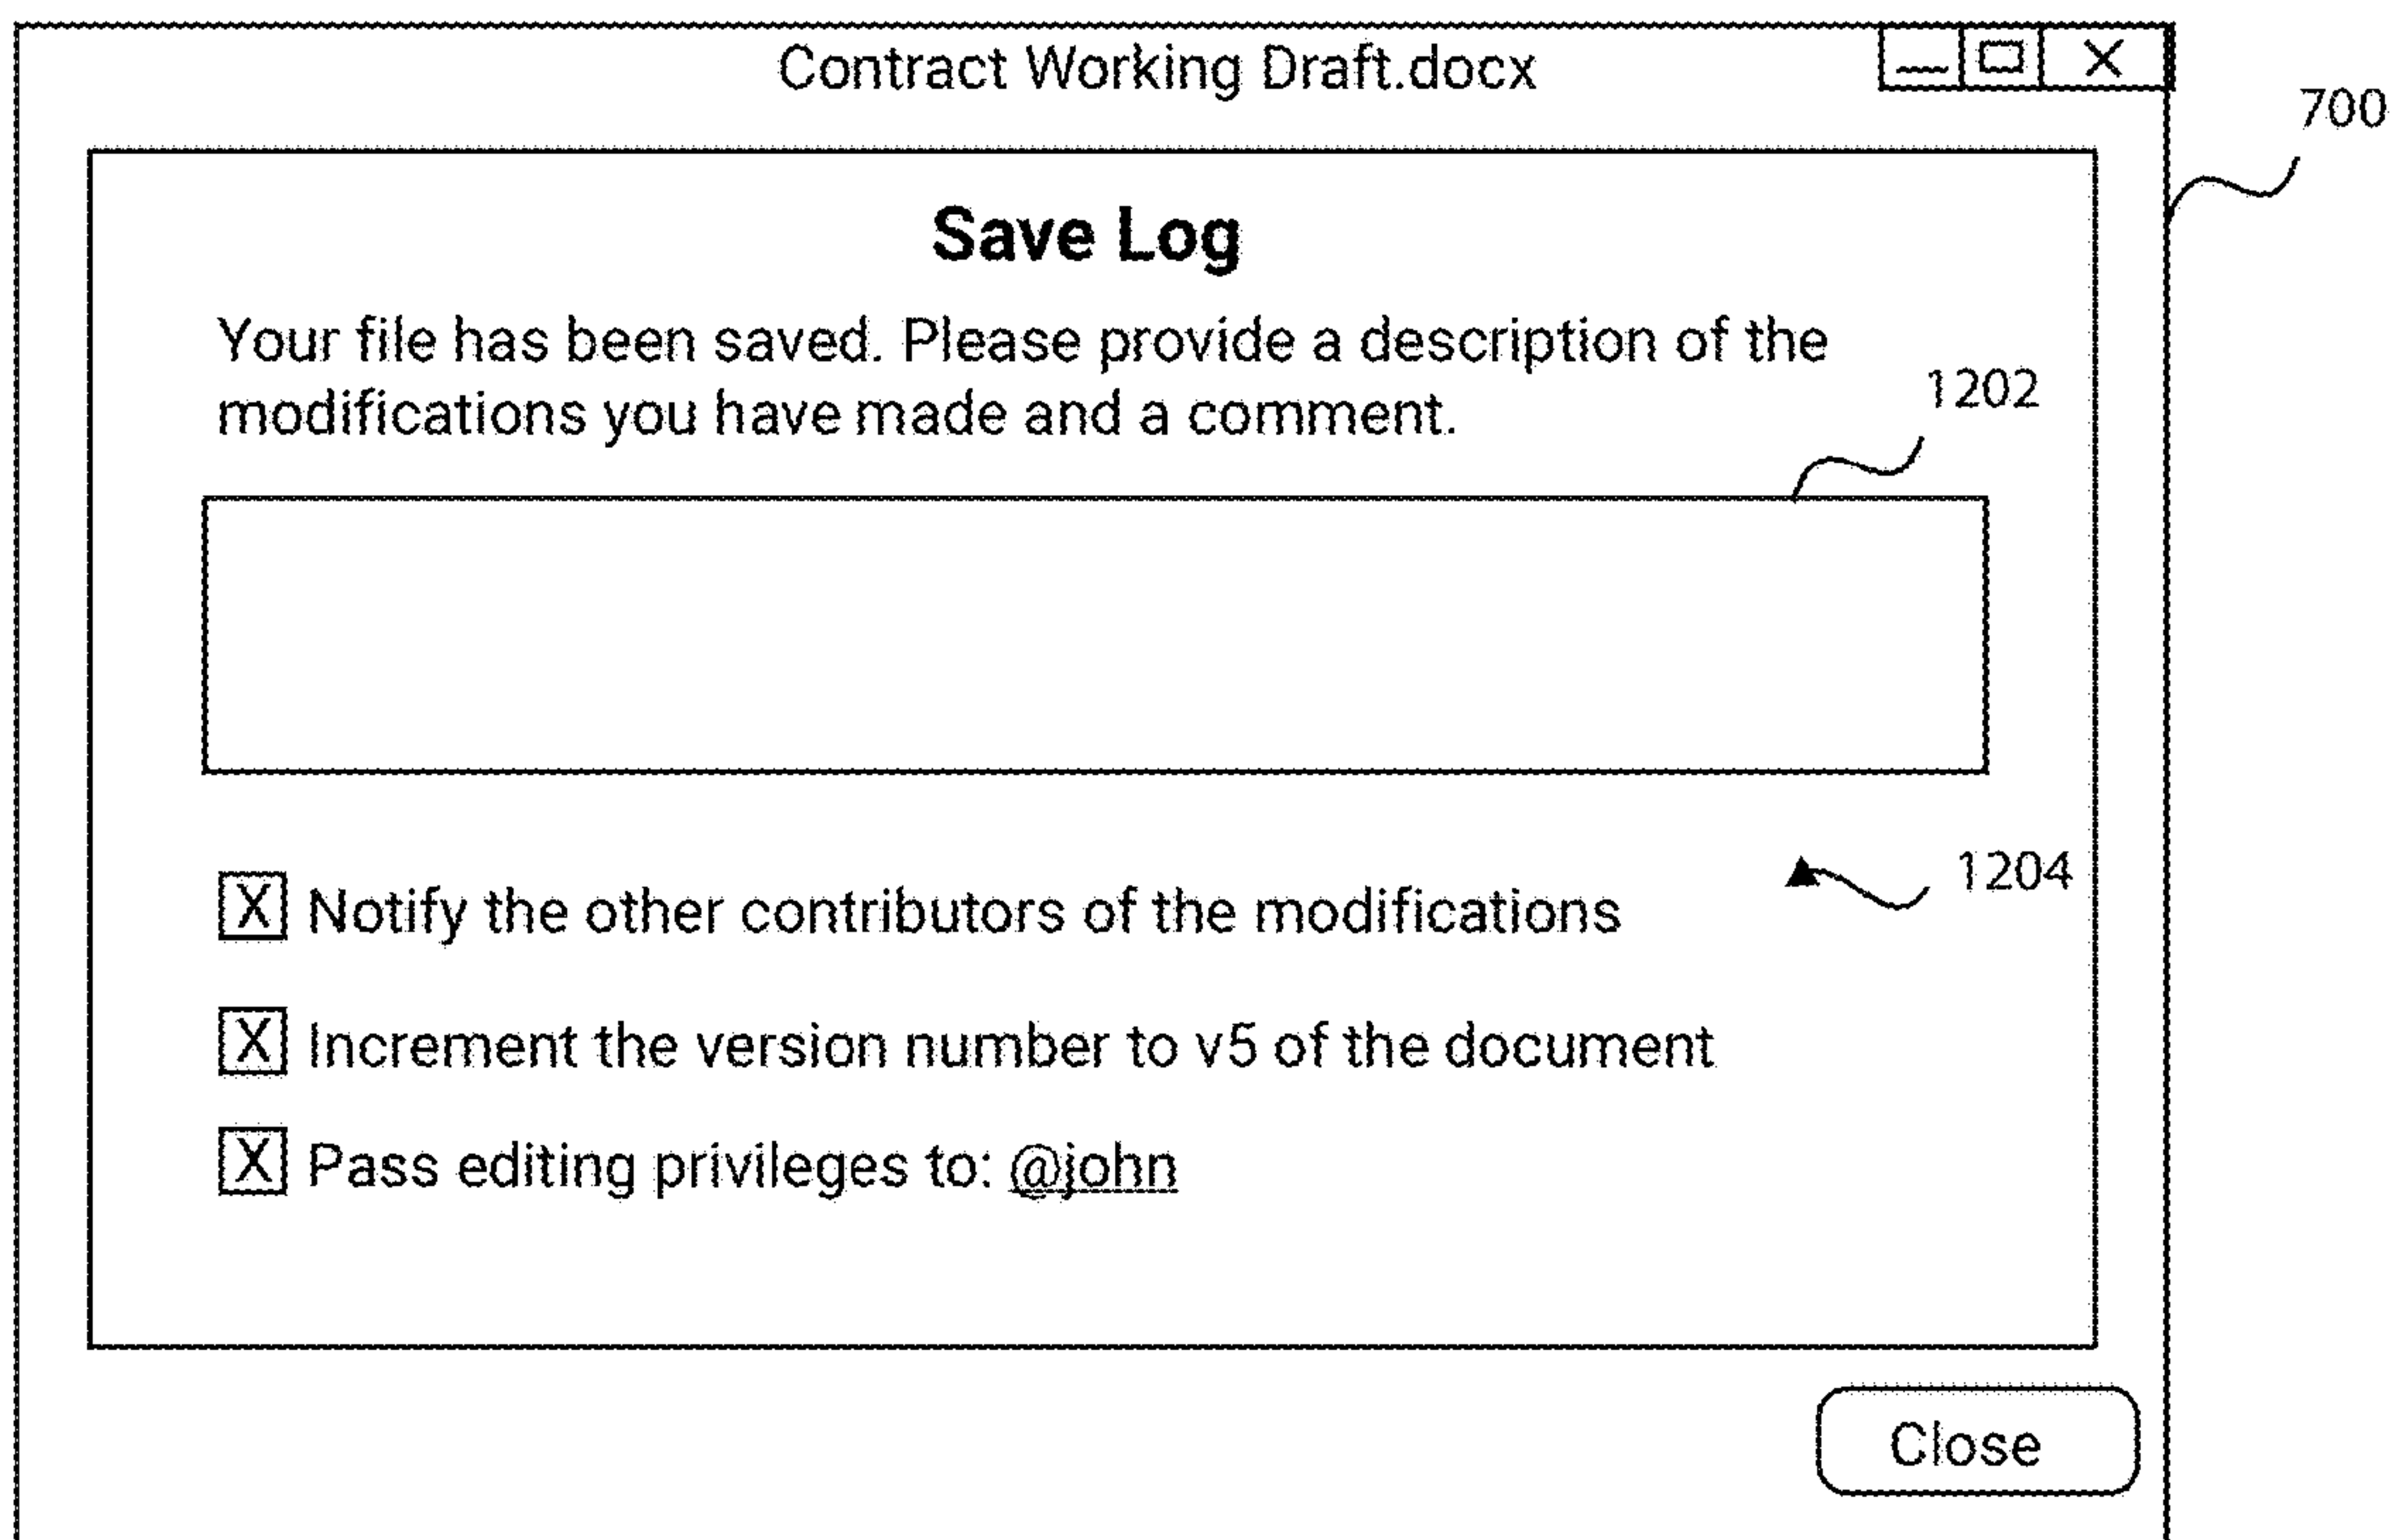 Contract Working Draft.docx
700
Save Log
Your file has been saved. Please provide a description of the
modifications you have made and a comment.
1202
1204
X Notify the other contributors of the modifications
X Increment the version number to v5 of the document
X Pass editing privileges to: @john
Close